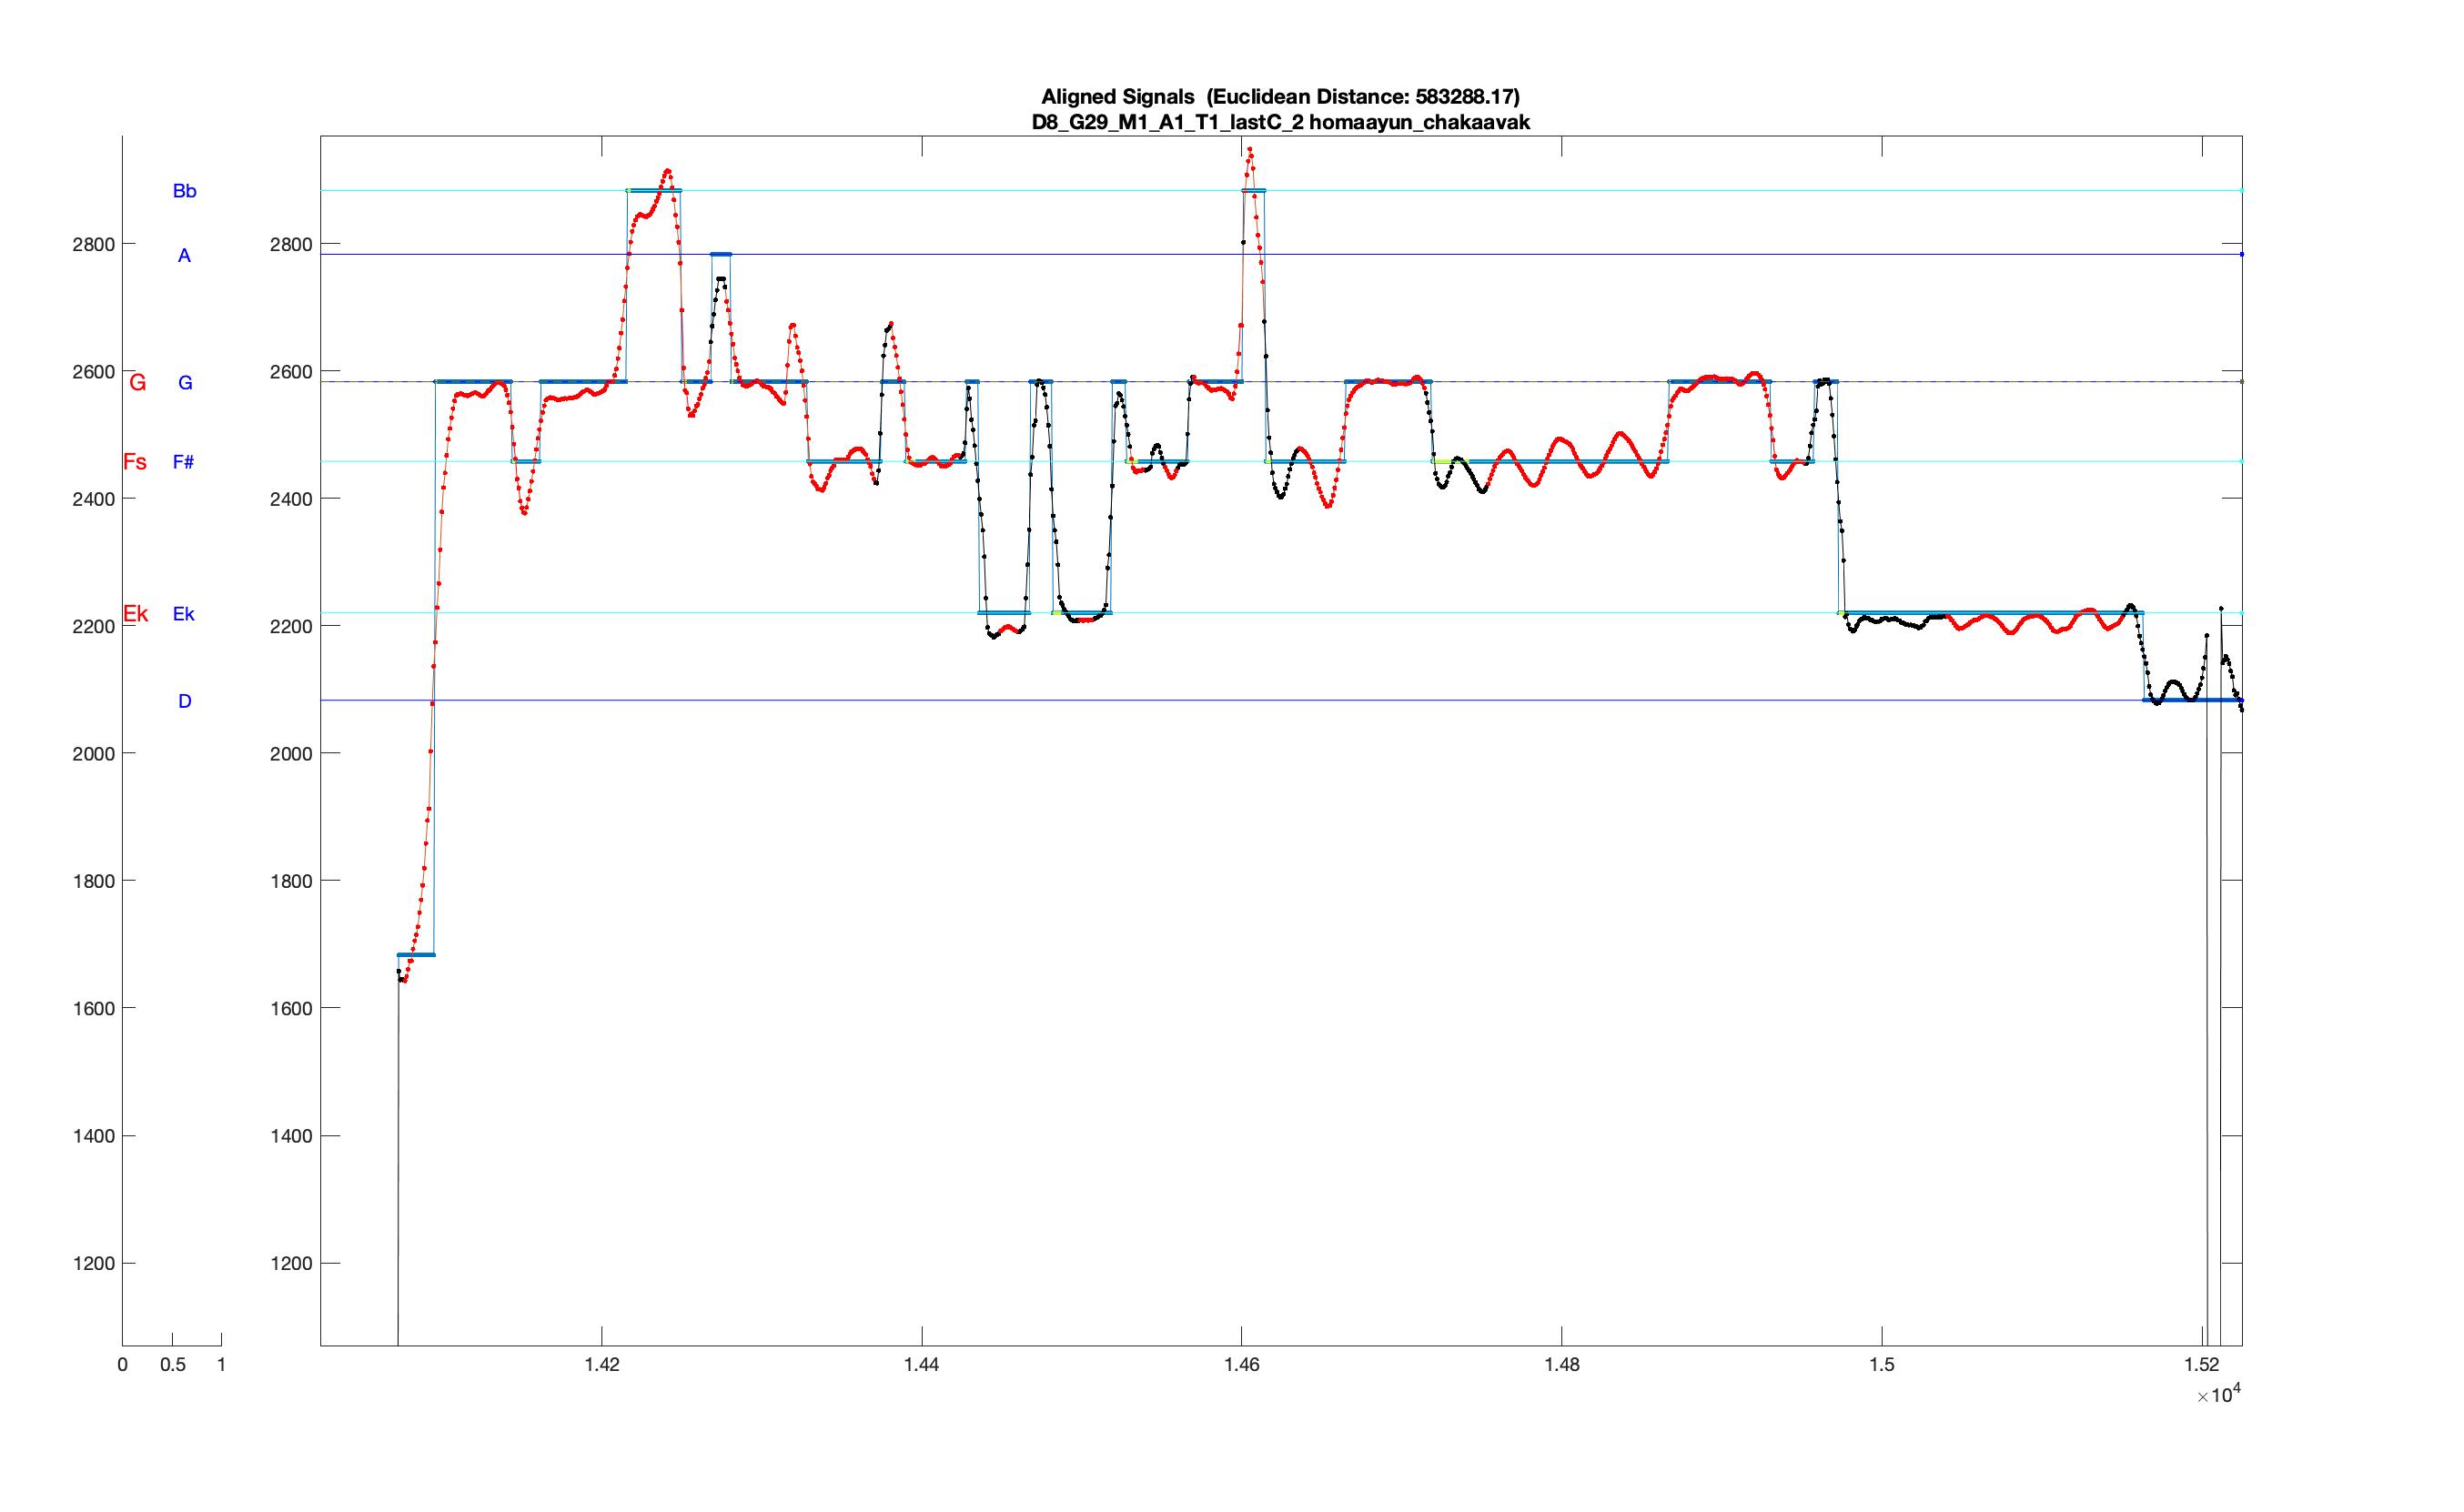 Aligned Signals (Euclidean Distance: 583288.17)
D8_G29_M1_A1_T1_lastC_2 homaayun_chakaavak
Bb
2800
A
2800
2600
G
G
2600
Fs
F#
2400
2400
Ek
Ek
2200
2200
D
2000
2000
1800
1800
1600
1600
1400
1400
1200
1200
0 0.5 1
1.42 1.44 1.46 1.48 1.5 1.52
×10^4